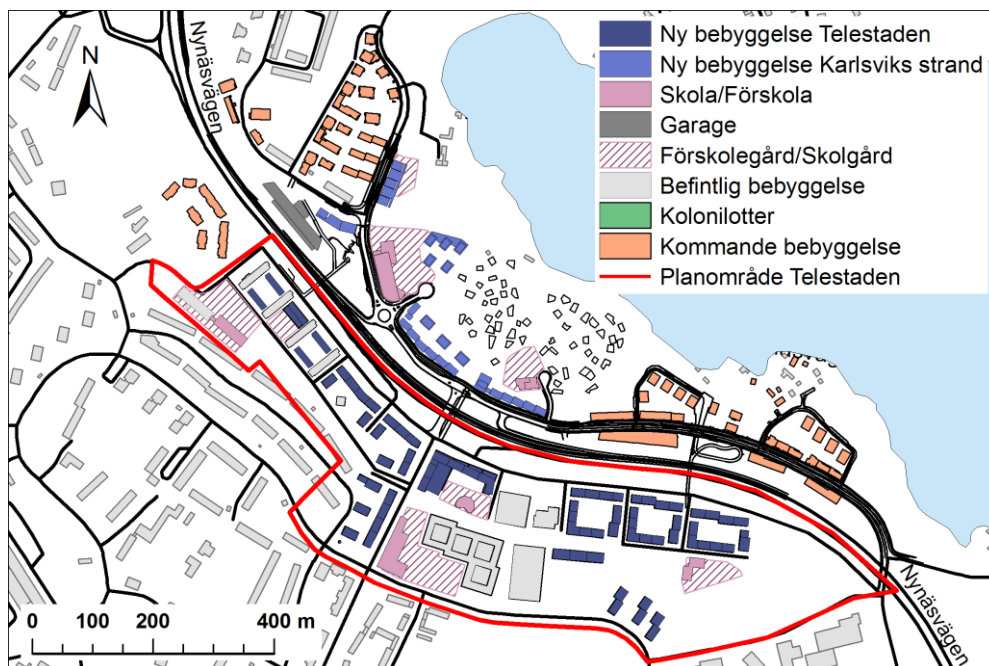 Nynäsvägen
N
Ny bebyggelse Telestaden
Ny bebyggelse Karlsviks strand
Skola/Förskola
Garage
Förskolegård/Skolgård
Befintlig bebyggelse
Kolonilotter
Kommande bebyggelse
Planområde Telestaden
Nynäsvägen
0 100 200 400 m